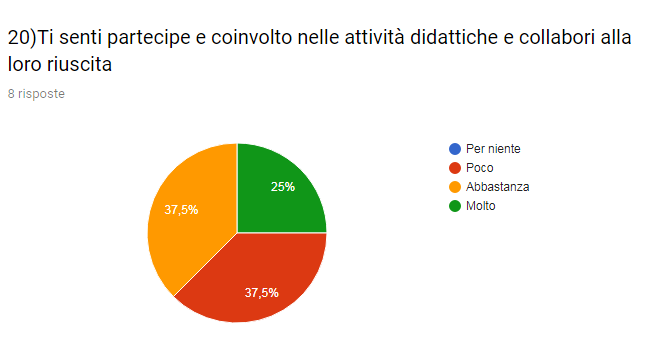 20)Ti senti partecipe e coinvolto nelle attività didattiche e collabori alla
loro riuscita
8 risposte
Per niente
Poco
Abbastanza
Molto
25%
37,5%
37,5%